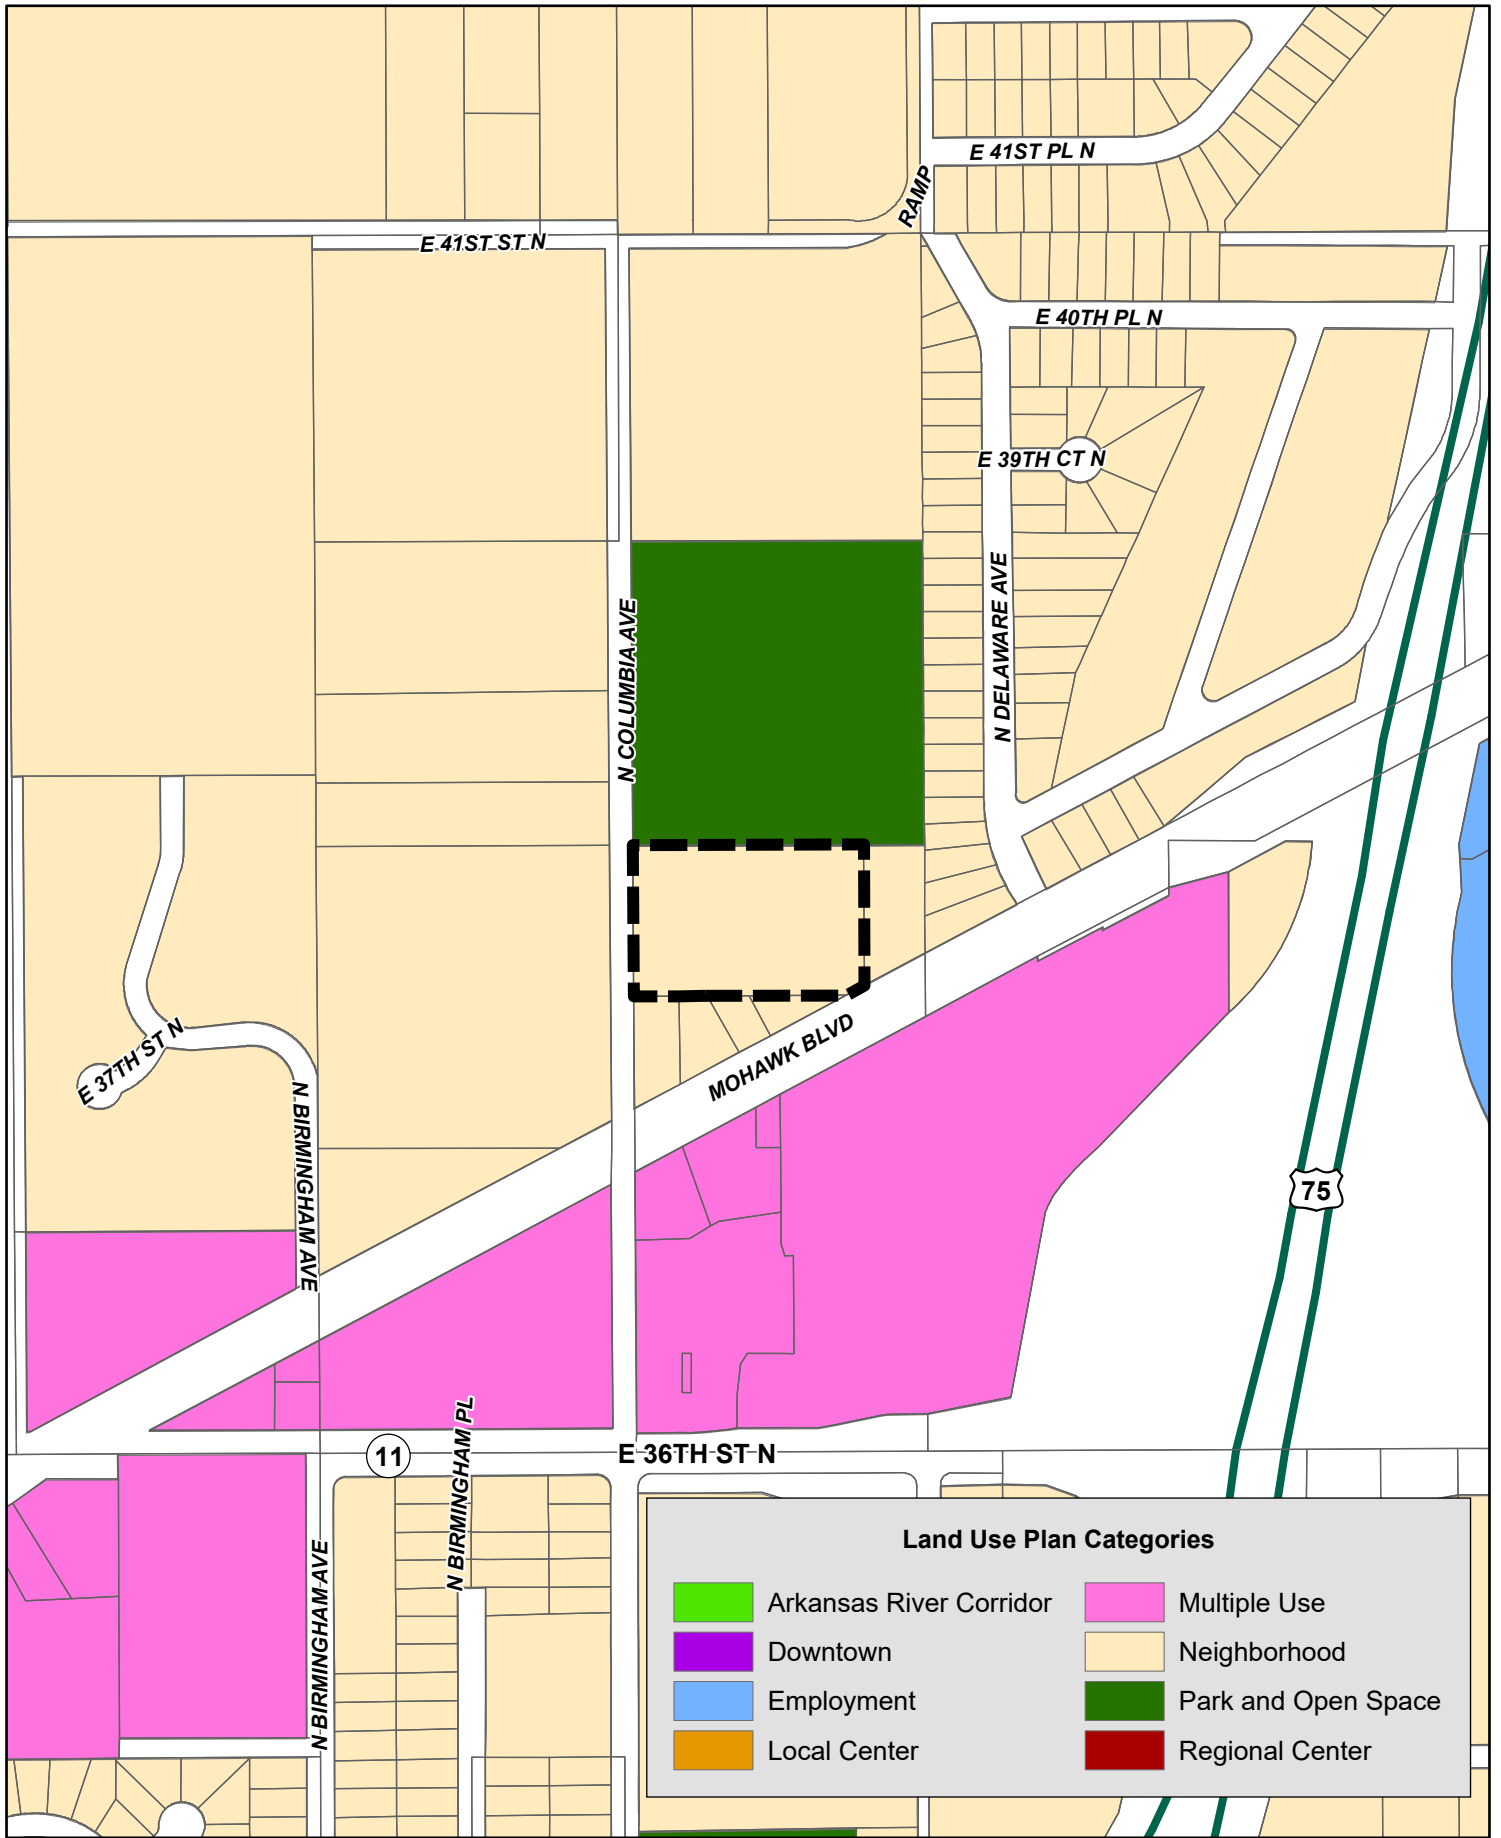 E 41ST PL N
RAMP
E 41ST ST N
E 40TH PL N
E 39TH CT N
N DELAWARE AVE
N COLUMBIA AVE
MOHAWK BLVD
E 37TH ST N
N BIRMINGHAM AVE
75
N BIRMINGHAM PL
11
E 36TH ST N
N BIRMINGHAM AVE
Land Use Plan Categories
Arkansas River Corridor
Downtown
Employment
Local Center
Multiple Use
Neighborhood
Park and Open Space
Regional Center